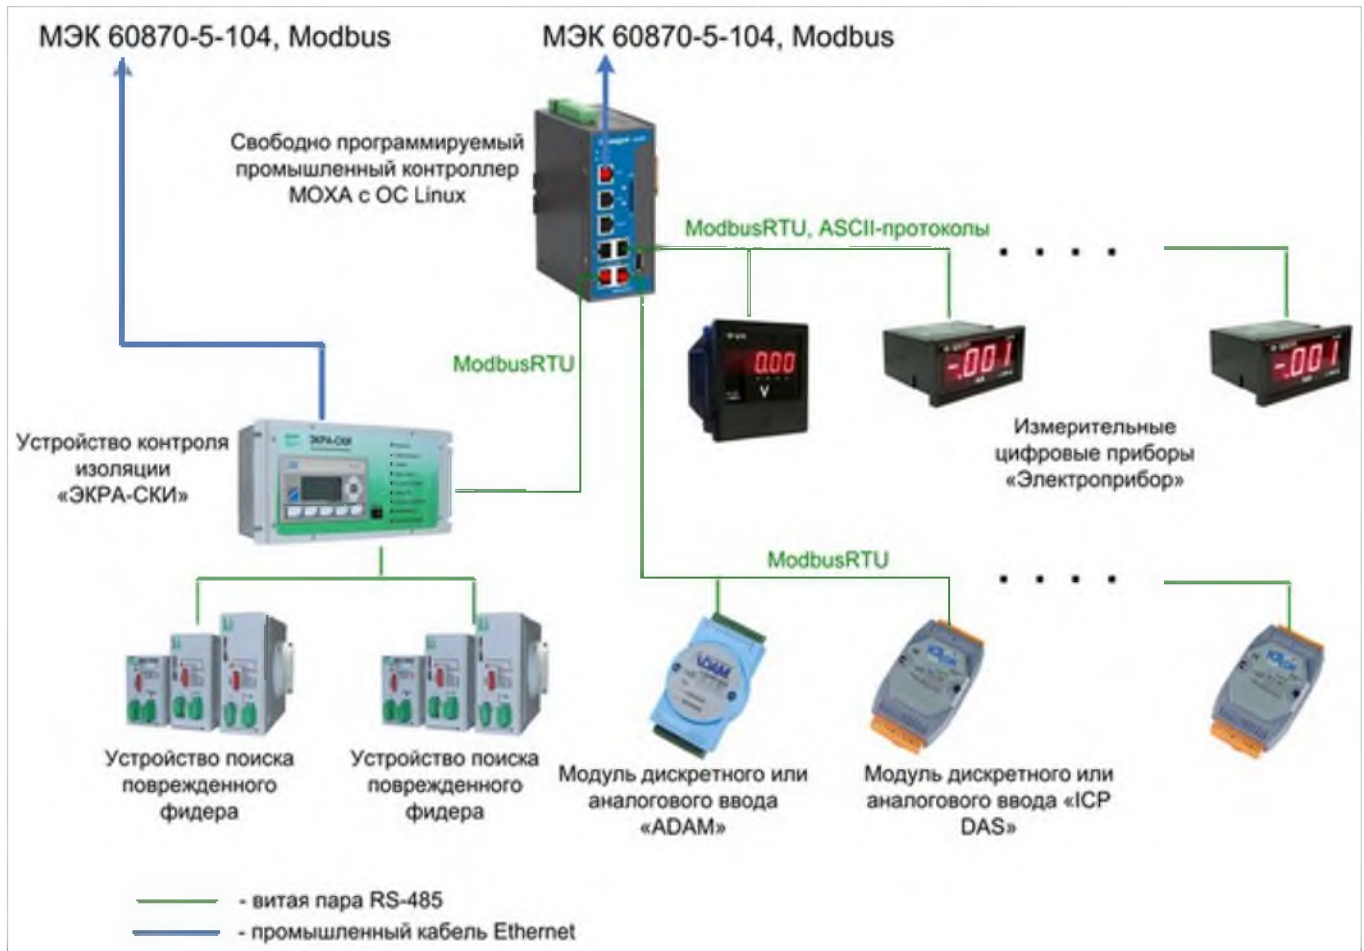 МЭК 60870-5-104, Modbus
МЭК 60870-5-104, Modbus
Свободно программируемый
промышленный контроллер
MOXA с ОС Linux
ModbusRTU, ASCII-протоколы
0.00
V
-.001
-.001
ModbusRTU
Измерительные
цифровые приборы
«Электроприбор»
Устройство контроля
изоляции
«ЭКРА-СКИ»
ЭКРА-СКИ
ModbusRTU
ADAM
Устройство поиска
поврежденного
фидера
Устройство поиска
поврежденного
фидера
Модуль дискретного или
аналогового ввода
«ADAM»
Модуль дискретного или
аналогового ввода «ICP
DAS»
- витая пара RS-485
- промышленный кабель Ethernet